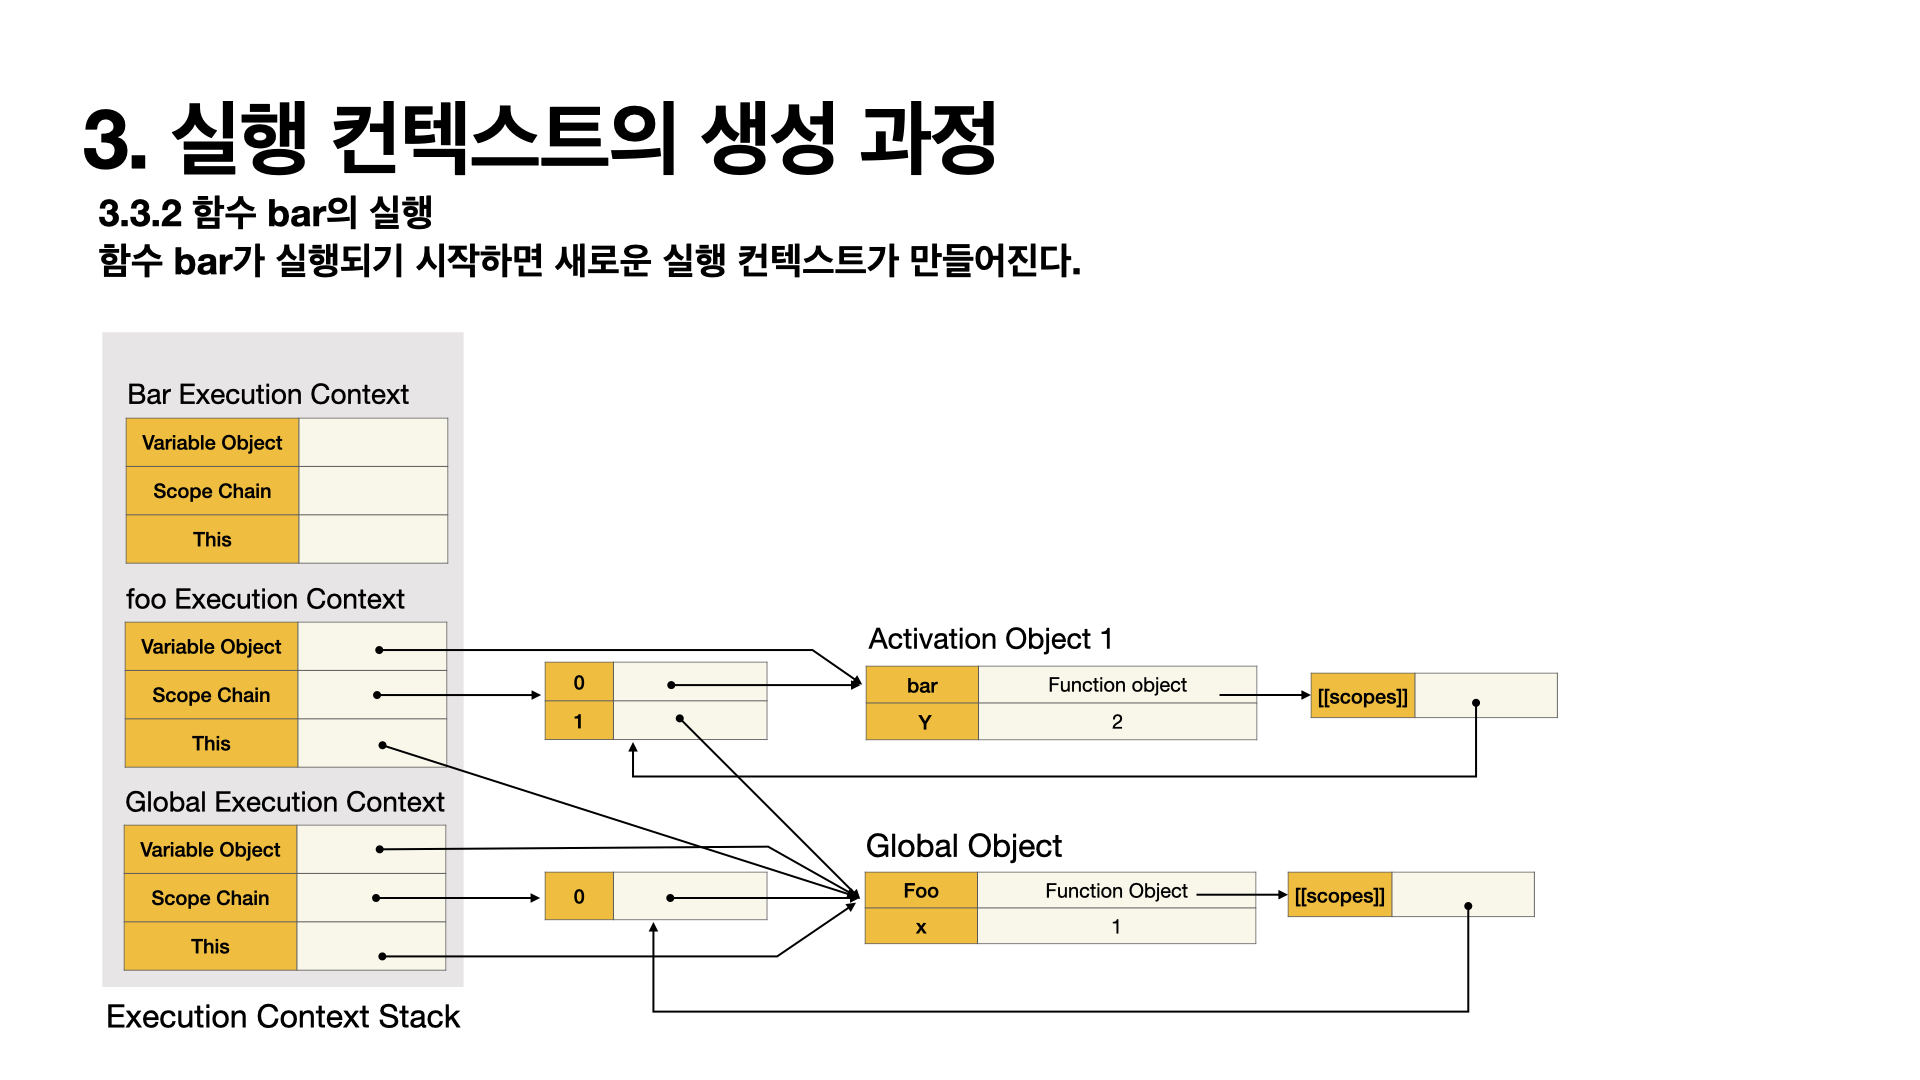 3. 실행 컨텍스트의 생성 과정
3.3.2 함수 bar의 실행
함수 bar가 실행되기 시작하면 새로운 실행 컨텍스트가 만들어진다.
Bar Execution Context
Variable Object
Scope Chain
This
foo Execution Context
Variable Object
Scope Chain
This
0
1
Activation Object 1
bar Function object
Y 2
[[scopes]]
Global Execution Context
Variable Object
Scope Chain
This
0
Global Object
Foo Function Object
x 1
[[scopes]]
Execution Context Stack